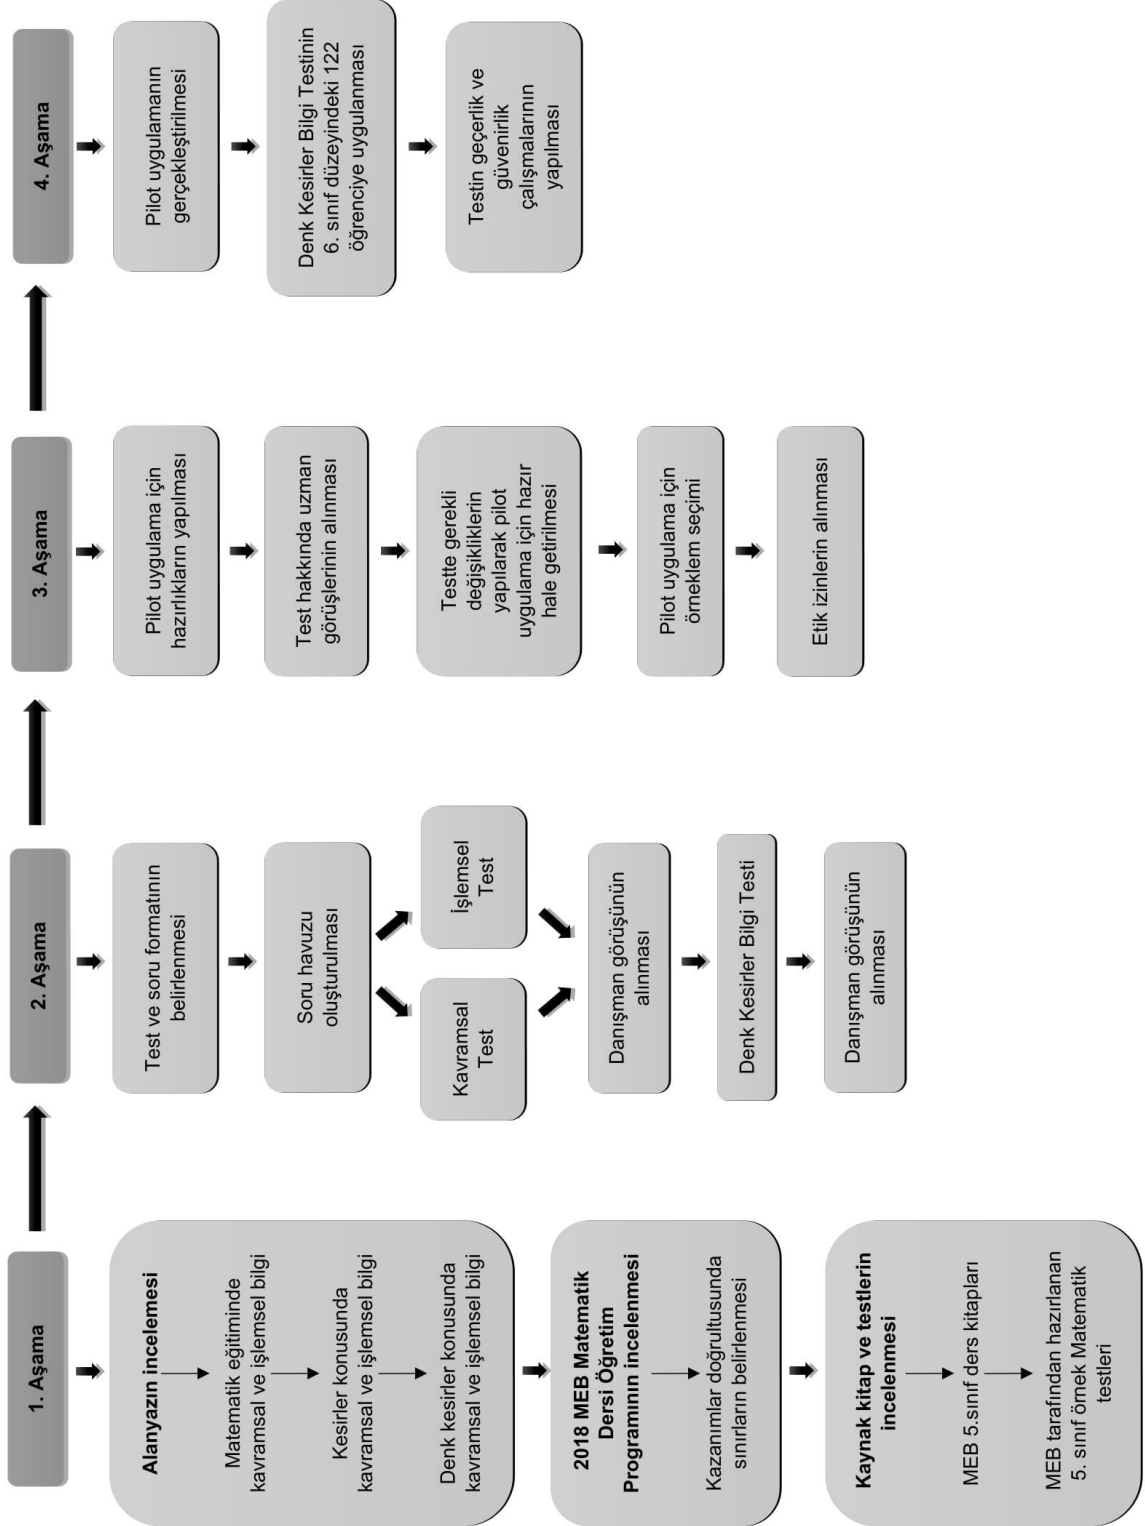 1. Aşama
Alanyazın incelemesi
Matematik eğitiminde
kavramsal ve işlemsel bilgi
Kesirler konusunda
kavramsal ve işlemsel bilgi
Denk kesirler konusunda
kavramsal ve işlemsel bilgi
2018 MEB Matematik
Dersi Öğretim
Programının incelenmesi
Kazanımlar doğrultusunda
sınırların belirlenmesi
Kaynak kitap ve testlerin
incelenmesi
MEB 5.sınıf ders kitapları
MEB tarafından hazırlanan
5. sınıf örnek Matematik
testleri
2. Aşama
Test ve soru formatının
belirlenmesi
Soru havuzu
oluşturulması
Kavramsal
Test
İşlemsel
Test
Danışman görüşünün
alınması
Denk Kesirler Bilgi Testi
Danışman görüşünün
alınması
3. Aşama
Pilot uygulama için
hazırlıkların yapılması
Test hakkında uzman
görüşlerinin alınması
Testte gerekli
değişikliklerin
yapılarak pilot
uygulama için hazır
hale getirilmesi
Pilot uygulama için
örneklem seçimi
Etik izinlerin alınması
4. Aşama
Pilot uygulamanın
gerçekleştirilmesi
Denk Kesirler Bilgi Testinin
6. sınıf düzeyindeki 122
öğrenciye uygulanması
Testin geçerlik ve
güvenirlik
çalışmalarının
yapılması